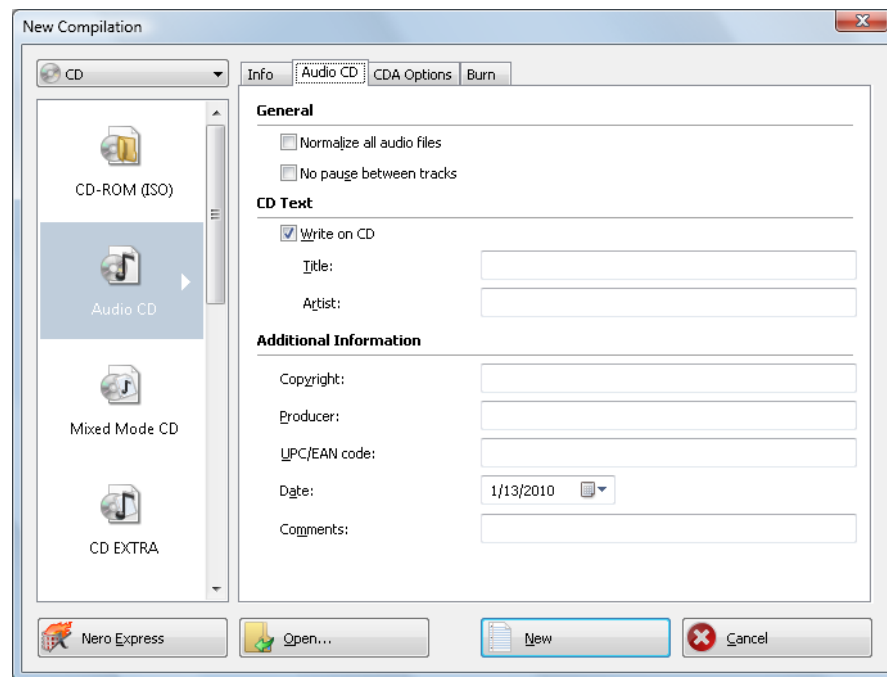 New Compilation
CD
CD-ROM (ISO)
Audio CD
Mixed Mode CD
CD EXTRA
Info
Audio CD
CDA Options
Burn
General
Normalize all audio files
No pause between tracks
CD Text
Write on CD
Title:
Artist:
Additional Information
Copyright:
Producer:
UPC/EAN code:
Date: 1/13/2010
Comments:
Nero Express
Open...
New
Cancel